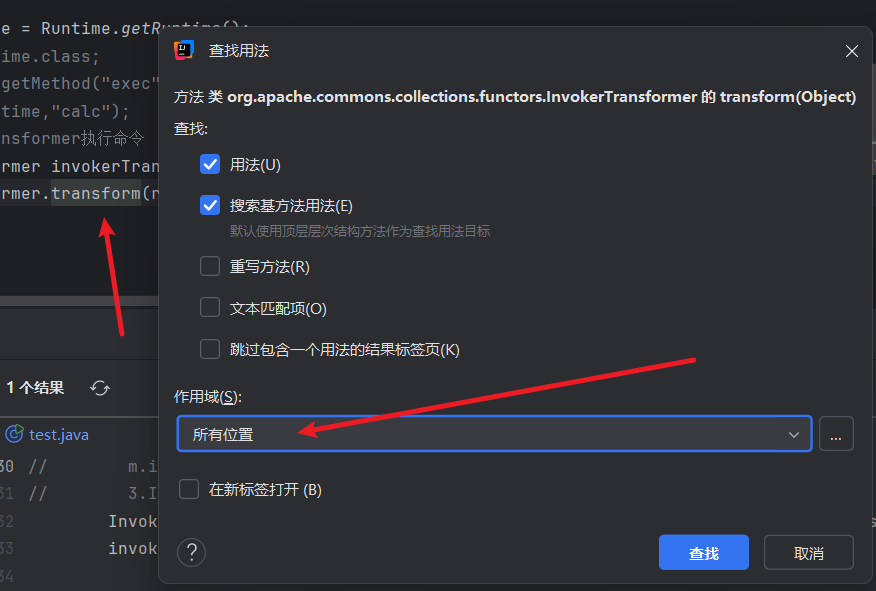 e = Runtime.getRuntime();
ime.class;
getMethod("exec"
time,"calc");
nsformer执行命令
rmer invokerTran
rmer.transform(r
查找用法
方法 类 org.apache.commons.collections.functors.InvokerTransformer 的 transform(Object)
查找:
用法(U)
搜索基方法用法(E)
默认使用顶层层次结构方法作为查找用法目标
重写方法(R)
文本匹配项(O)
跳过包含一个用法的结果标签页(K)
作用域(S):
所有位置
...
在新标签打开 (B)
?
查找
取消
1 个结果
test.java
30 // m.i
31 // 3.I
32 Invok
33 invok
34